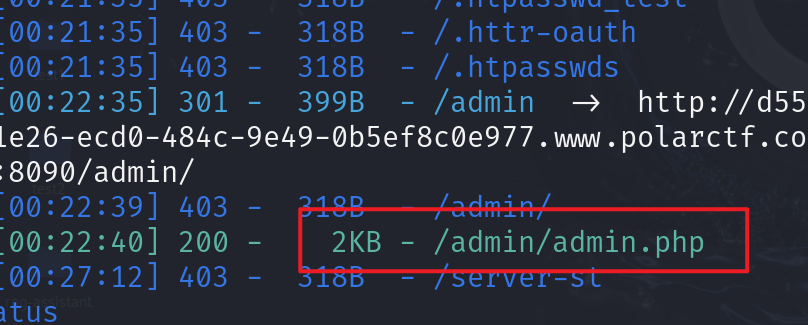 [00:21:35] 403 -  318B  - /.htpasswd_test
[00:21:35] 403 -  318B  - /.httr-oauth
[00:21:35] 403 -  318B  - /.htpasswds
[00:22:35] 301 -  399B  - /admin  ->  http://d55
1e26-ecd0-484c-9e49-0b5ef8c0e977.www.polarctf.co
:8090/admin/
[00:22:39] 403 -  318B  - /admin/
[00:22:40] 200 -    2KB - /admin/admin.php
[00:27:12] 403 -  318B  - /server-st
atus